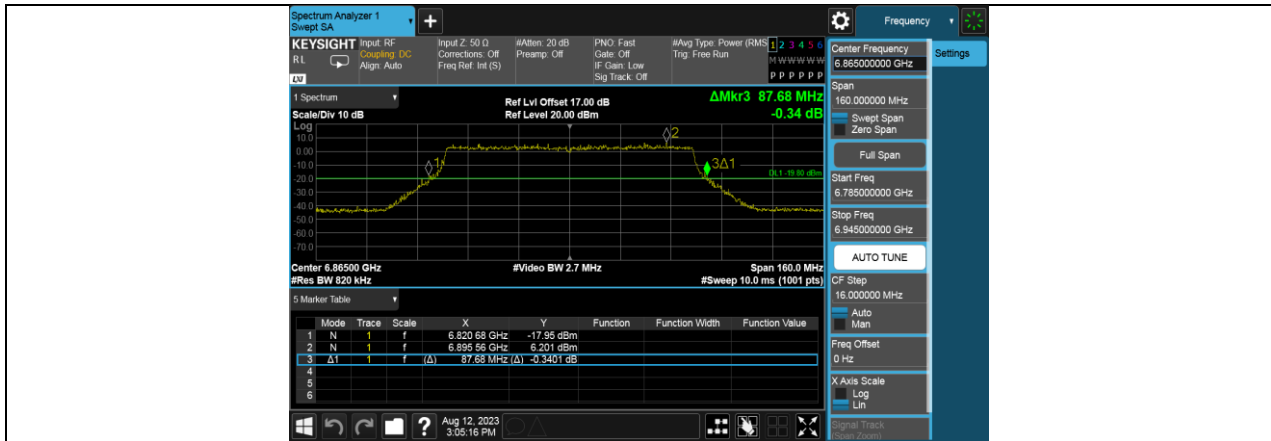 Spectrum Analyzer 1
Swept SA
+
Frequency
KEYSIGHT Input: RF Input Z: 50 Ω #Atten: 20 dB PNO: Fast #Avg Type: Power (RMS 1 2 3 4 5 6
RL Coupling: DC Corrections: Off Preamp: Off Gate: Off Trig: Free Run M W W W W W
Align: Auto Freq Ref: Int (S) IF Gain: Low P P P P P P
LXI Sig Track: Off
Center Frequency
6.865000000 GHz
Settings
Span
160.000000 MHz
Swept Span
Zero Span
Full Span
Start Freq
6.785000000 GHz
Stop Freq
6.945000000 GHz
AUTO TUNE
CF Step
16.000000 MHz
Auto
Man
Freq Offset
0 Hz
X Axis Scale
Log
Lin
Signal Track
(Span Zoom)
1 Spectrum
Ref Lvl Offset 17.00 dB ΔMkr3 87.68 MHz
Scale/Div 10 dB Ref Level 20.00 dBm -0.34 dB
Log
10.0
0.00
-10.0
-20.0
-30.0
-40.0
-50.0
-60.0
-70.0
1
2
3Δ1
DL1 -19.80 dBm
Center 6.86500 GHz #Video BW 2.7 MHz Span 160.0 MHz
#Res BW 820 kHz #Sweep 10.0 ms (1001 pts)
5 Marker Table
Mode Trace Scale X Y Function Function Width Function Value
1 N 1 f 6.820 68 GHz -17.95 dBm
2 N 1 f 6.895 56 GHz 6.201 dBm
3 Δ1 1 f (Δ) 87.68 MHz (Δ) -0.3401 dB
4
5
6
? Aug 12, 2023
3:05:16 PM